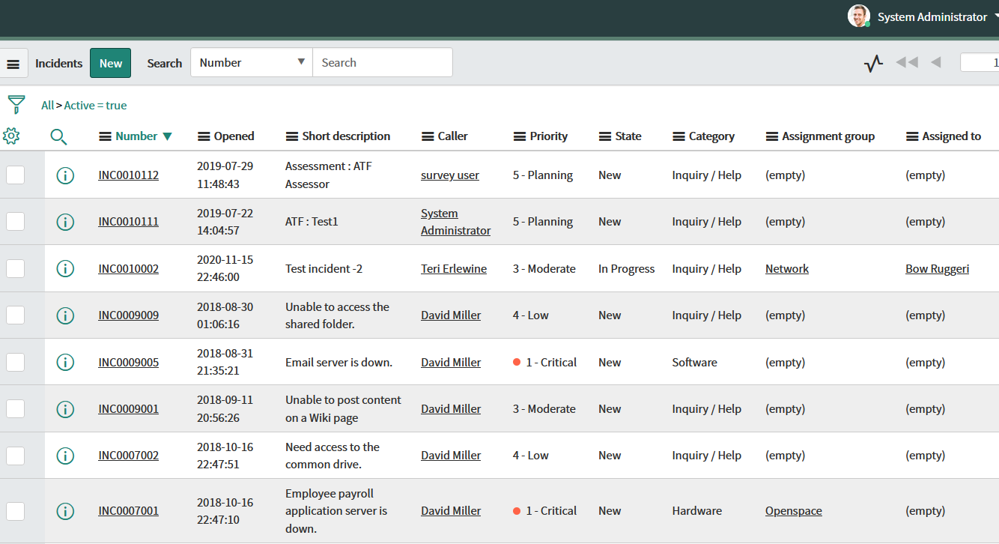 System Administrator
Incidents New Search Number Search 1
All > Active = true
Number Opened Short description Caller Priority State Category Assignment group Assigned to
INC0010112 2019-07-29 11:48:43 Assessment : ATF Assessor survey user 5 - Planning New Inquiry / Help (empty) (empty)
INC0010111 2019-07-22 14:04:57 ATF : Test1 System Administrator 5 - Planning New Inquiry / Help (empty) (empty)
INC0010002 2020-11-15 22:46:00 Test incident -2 Teri Erlewine 3 - Moderate In Progress Inquiry / Help Network Bow Ruggeri
INC0009009 2018-08-30 01:06:16 Unable to access the shared folder. David Miller 4 - Low New Inquiry / Help (empty) (empty)
INC0009005 2018-08-31 21:35:21 Email server is down. David Miller 1 - Critical New Software (empty) (empty)
INC0009001 2018-09-11 20:56:26 Unable to post content on a Wiki page David Miller 3 - Moderate New Inquiry / Help (empty) (empty)
INC0007002 2018-10-16 22:47:51 Need access to the common drive. David Miller 4 - Low New Inquiry / Help (empty) (empty)
INC0007001 2018-10-16 22:47:10 Employee payroll application server is down. David Miller 1 - Critical New Hardware Openspace (empty)